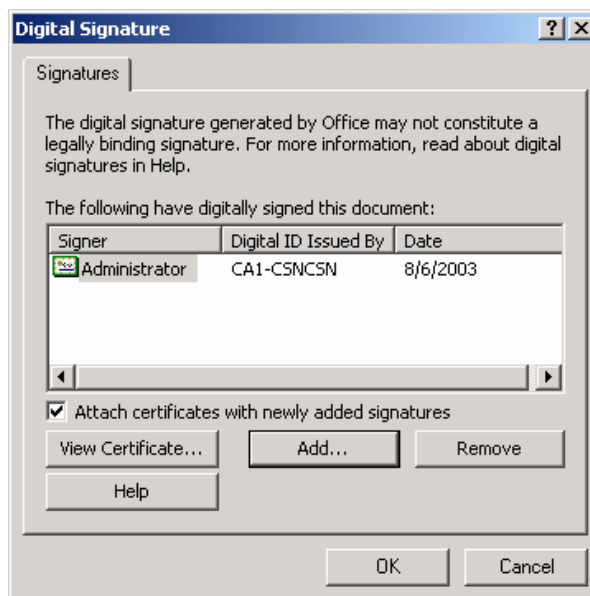 Digital Signature
Signatures
The digital signature generated by Office may not constitute a
legally binding signature. For more information, read about digital
signatures in Help.
The following have digitally signed this document:
Signer Digital ID Issued By Date
Administrator CA1-CSNCSN 8/6/2003
Attach certificates with newly added signatures
View Certificate... Add... Remove
Help
OK Cancel